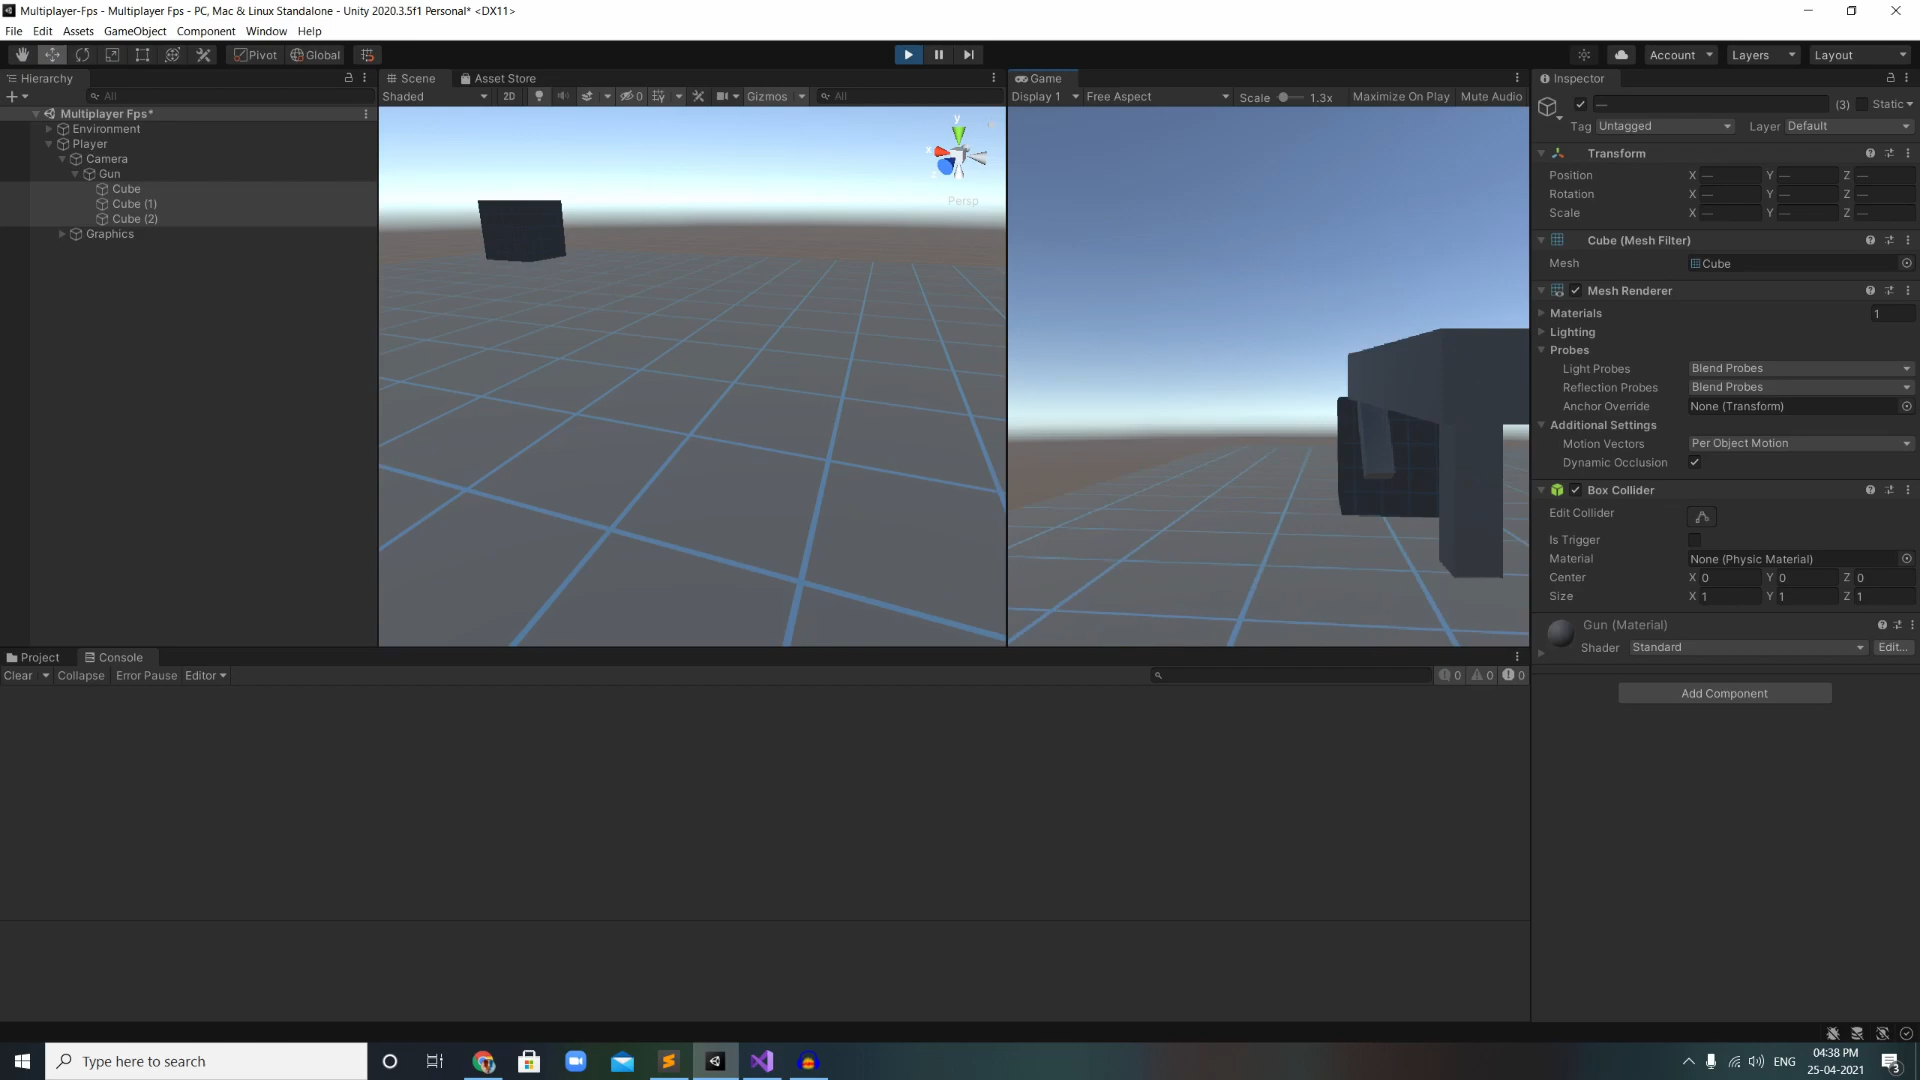 Multiplayer-Fps - Multiplayer Fps - PC, Mac & Linux Standalone - Unity 2020.3.5f1 Personal* <DX11>
File Edit Assets GameObject Component Window Help
Pivot Global Account Layers Layout
Hierarchy Scene Asset Store Game Inspector
All Shaded 2D 0 Gizmos All Display 1 Free Aspect Scale 1.3x Maximize On Play Mute Audio
— (3) Static
Tag Untagged Layer Default
Multiplayer Fps*
Environment
Player
Camera
Gun
Cube
Cube (1)
Cube (2)
Graphics
y
x
z
Persp
Transform
Position X — Y — Z —
Rotation X — Y — Z —
Scale X — Y — Z —
Cube (Mesh Filter)
Mesh Cube
Mesh Renderer
Materials 1
Lighting
Probes
Light Probes Blend Probes
Reflection Probes Blend Probes
Anchor Override None (Transform)
Additional Settings
Motion Vectors Per Object Motion
Dynamic Occlusion
Box Collider
Edit Collider
Is Trigger
Material None (Physic Material)
Center X 0 Y 0 Z 0
Size X 1 Y 1 Z 1
Gun (Material)
Shader Standard Edit...
Add Component
Project Console
Clear Collapse Error Pause Editor 0 0 0
Type here to search
ENG
04:38 PM
25-04-2021
3